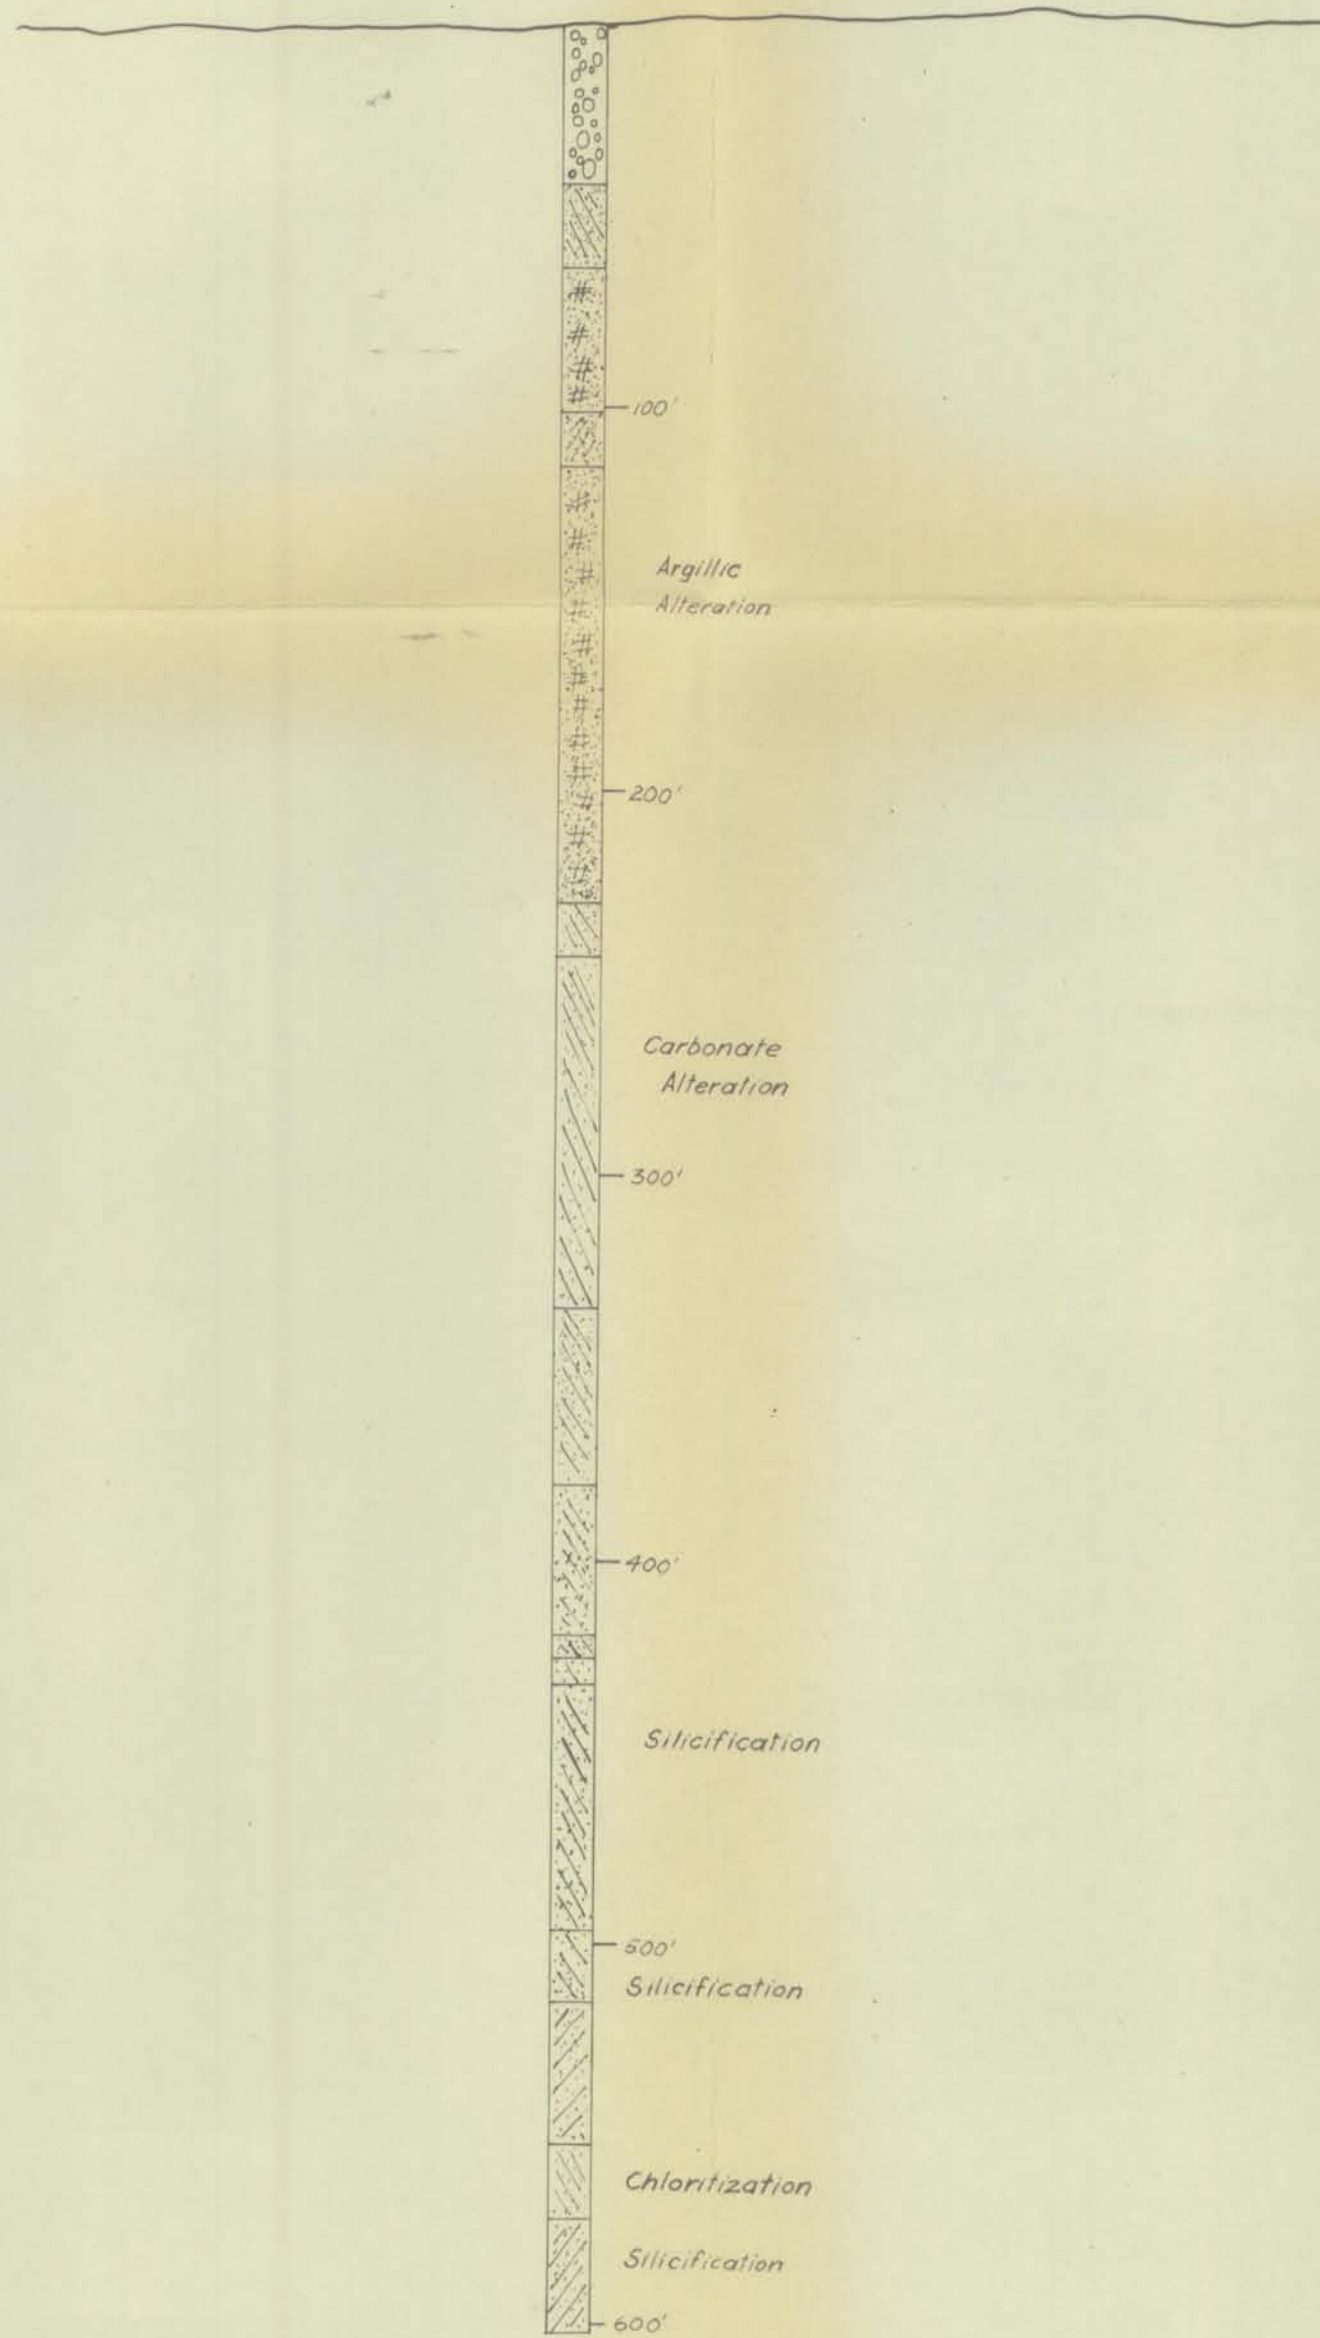 100'
Argillic
Alteration
200'
Carbonate
Alteration
300'
400'
Silicification
500'
Silicification
Chloritization
Silicification
600'